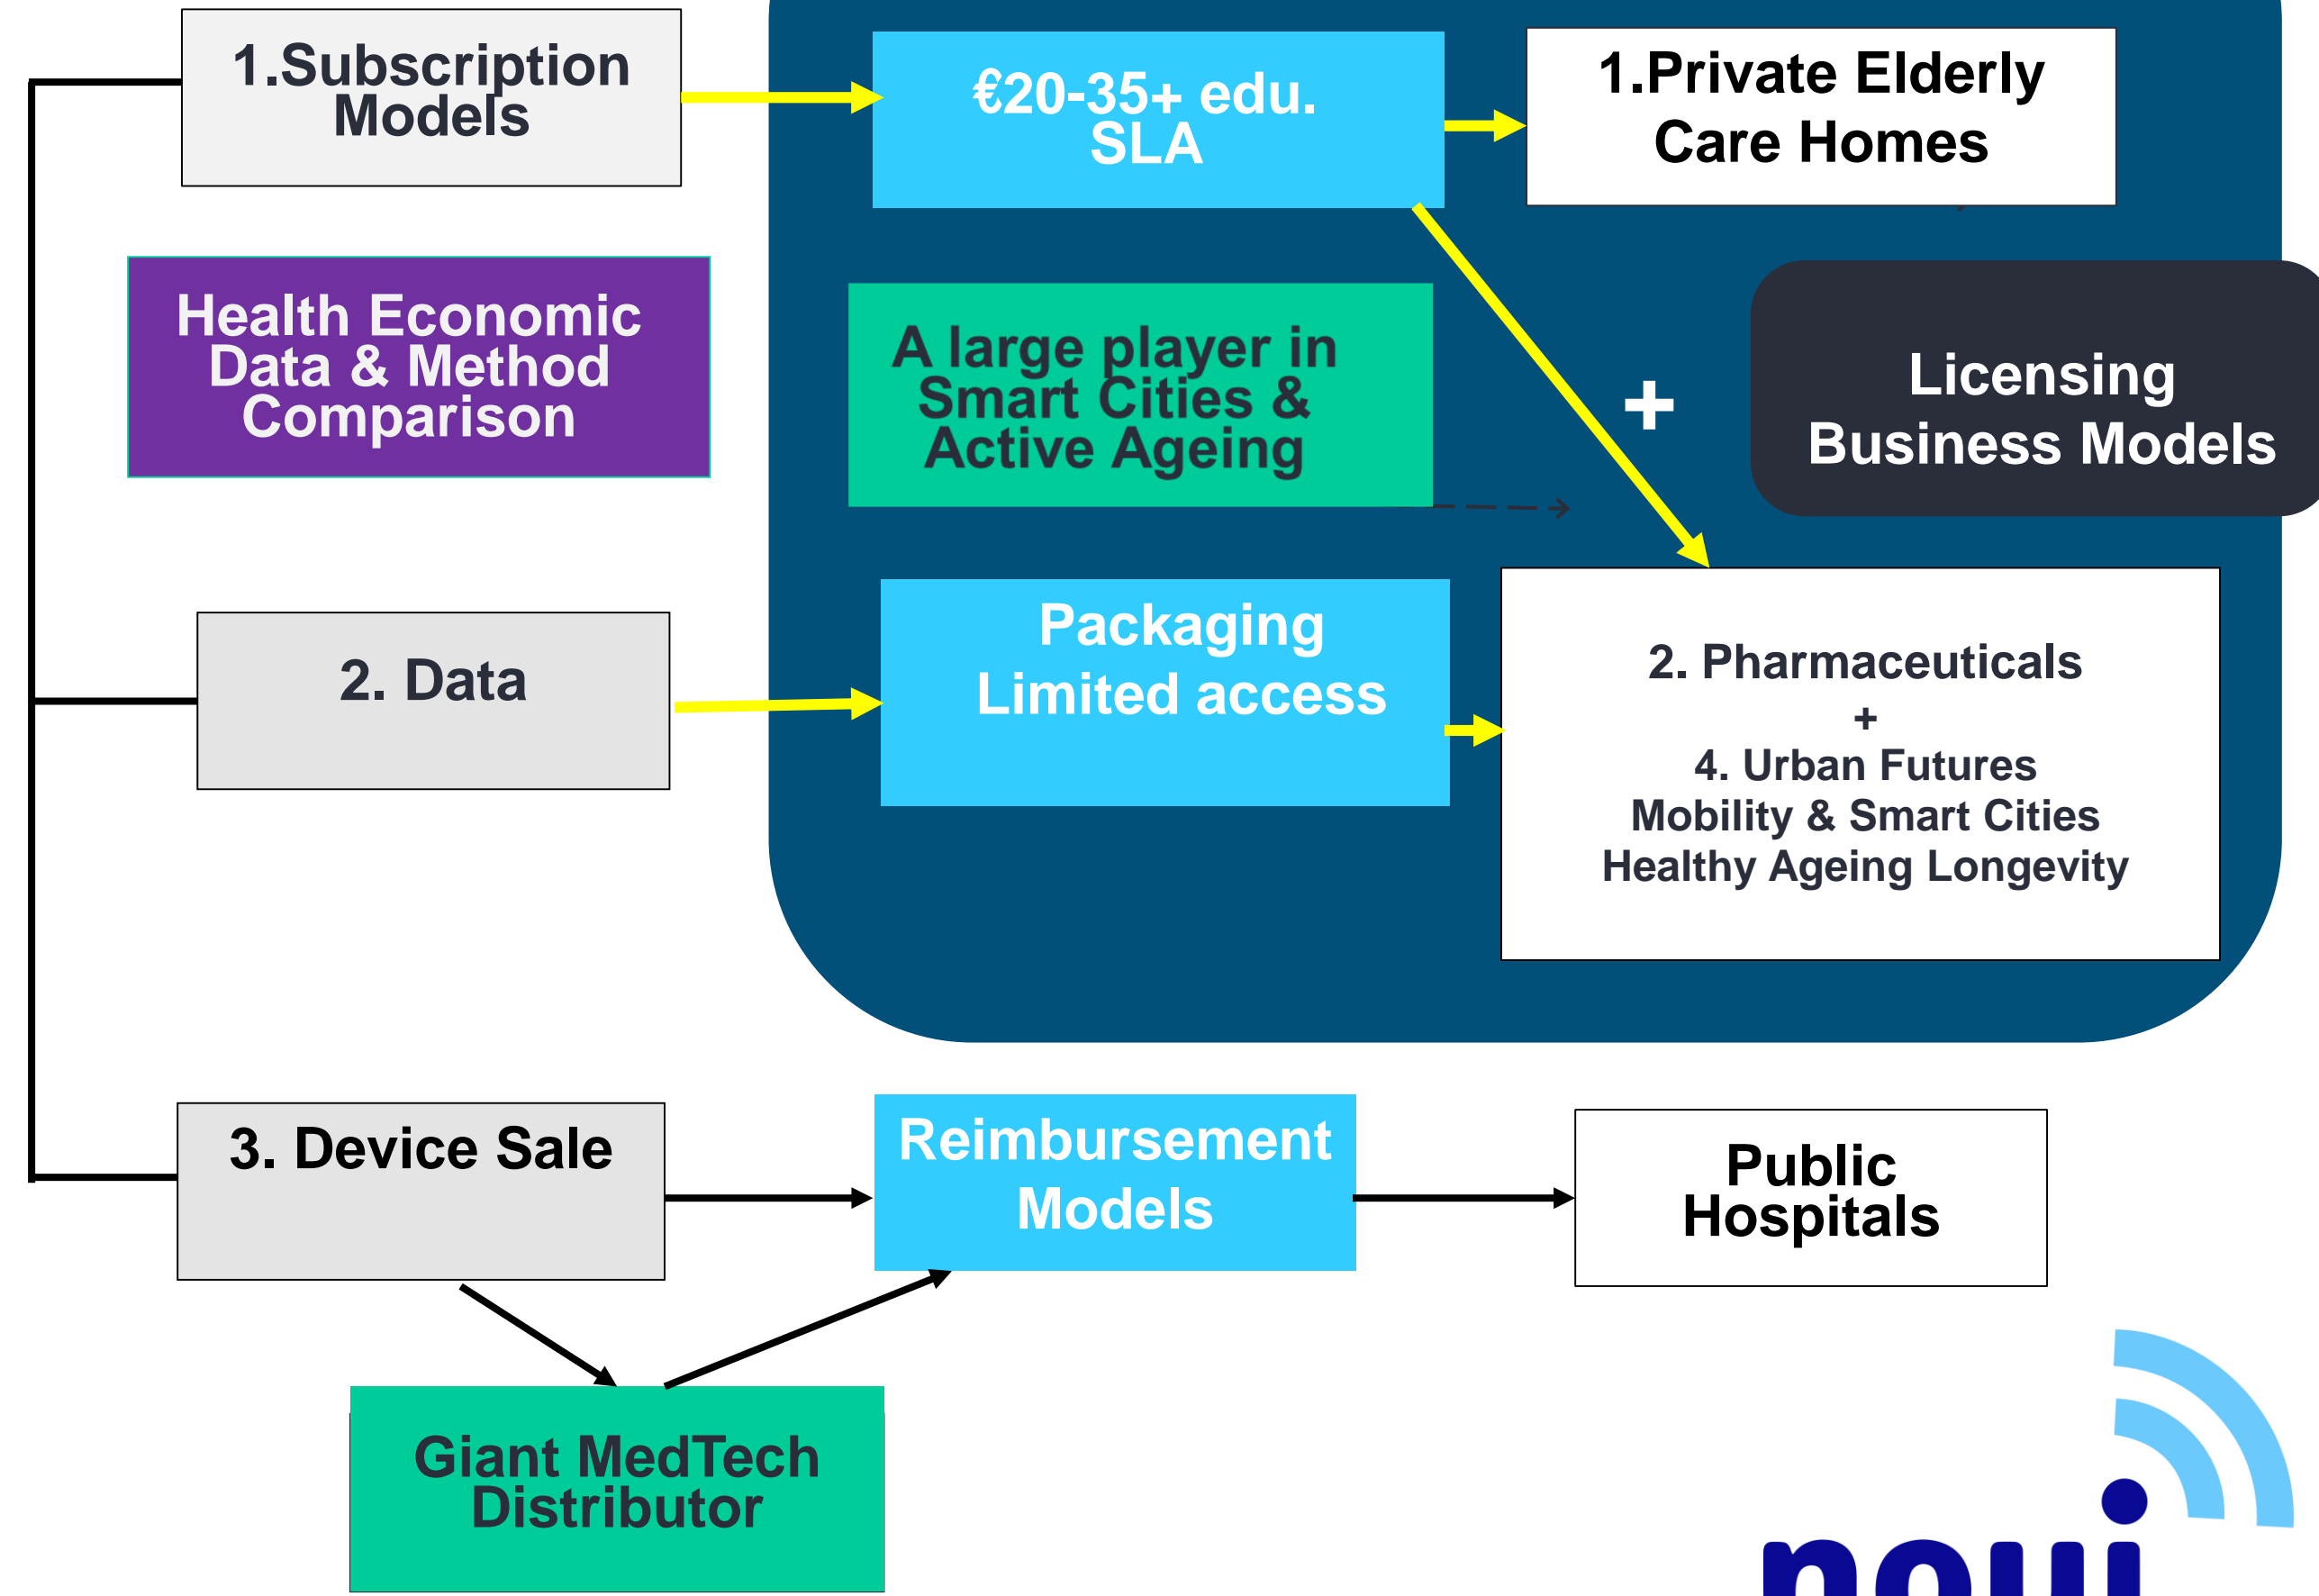 1.Subscription
Models
€20-35+ edu.
SLA
1.Private Elderly
Care Homes
Health Economic
Data & Method
Comparison
A large player in
Smart Cities &
Active Ageing
+
Licensing
Business Models
2. Data
Packaging
Limited access
2. Pharmaceuticals
+
4. Urban Futures
Mobility & Smart Cities
Healthy Ageing Longevity
3. Device Sale
Reimbursement
Models
Public
Hospitals
Giant MedTech
Distributor